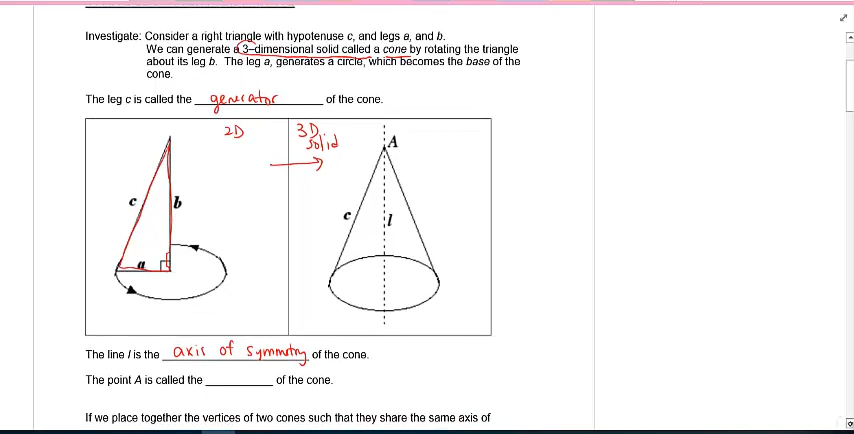 Investigate: Consider a right triangle with hypotenuse c, and legs a, and b.
We can generate a 3–dimensional solid called a cone by rotating the triangle
about its leg b. The leg a, generates a circle, which becomes the base of the
cone.
The leg c is called the generator of the cone.
2D
3D
solid
A
c
b
c
l
a
The line l is the axis of symmetry of the cone.
The point A is called the __________ of the cone.
If we place together the vertices of two cones such that they share the same axis of